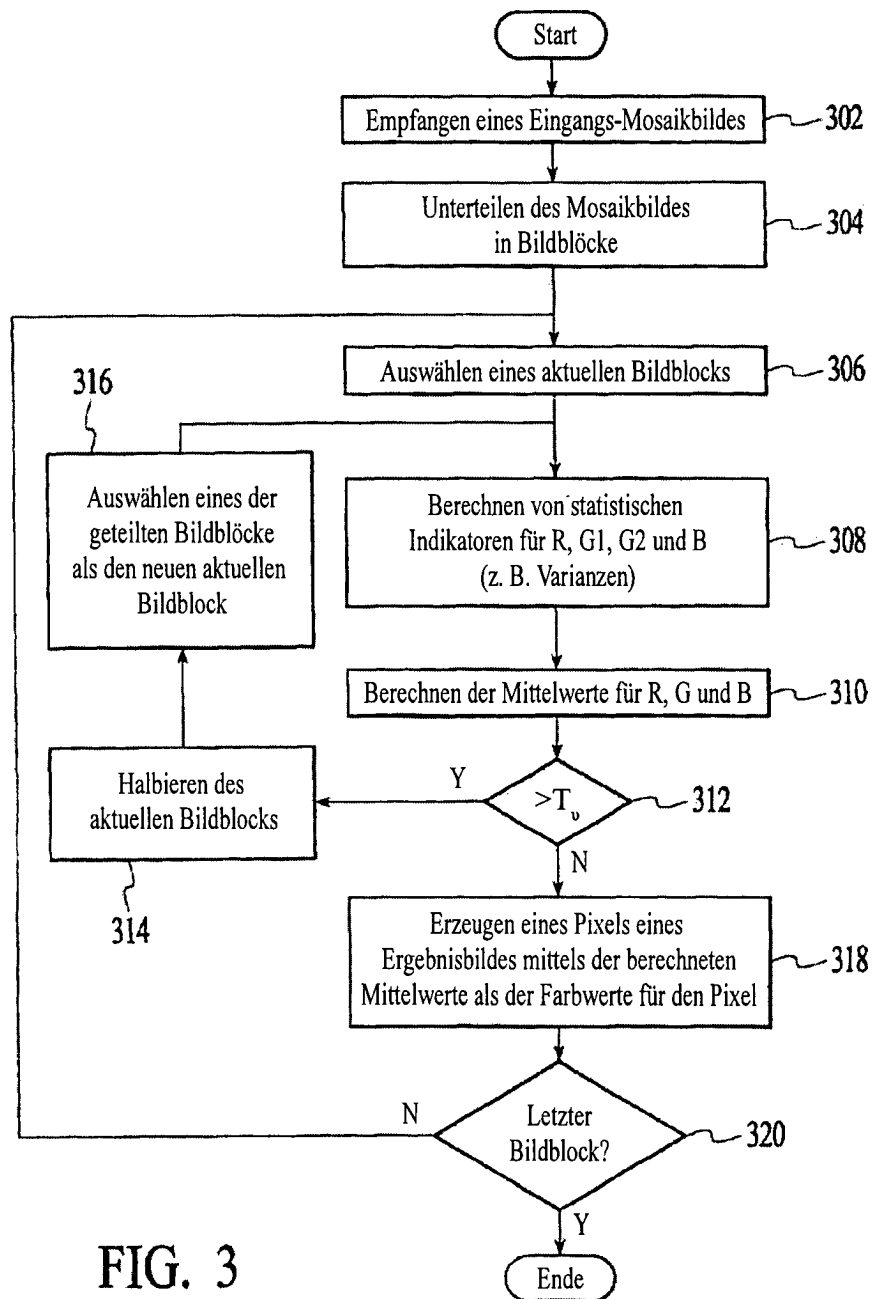 Start
Empfangen eines Eingangs-Mosaikbildes
302
Unterteilen des Mosaikbildes
in Bildblöcke
304
Auswählen eines aktuellen Bildblocks
306
316
Auswählen eines der
geteilten Bildblöcke
als den neuen aktuellen
Bildblock
Berechnen von statistischen
Indikatoren für R, G1, G2 und B
(z. B. Varianzen)
308
Berechnen der Mittelwerte für R, G und B
310
Halbieren des
aktuellen Bildblocks
314
Y
>Tυ
312
N
Erzeugen eines Pixels eines
Ergebnisbildes mittels der berechneten
Mittelwerte als der Farbwerte für den Pixel
318
N
Letzter
Bildblock?
320
Y
Ende
FIG. 3